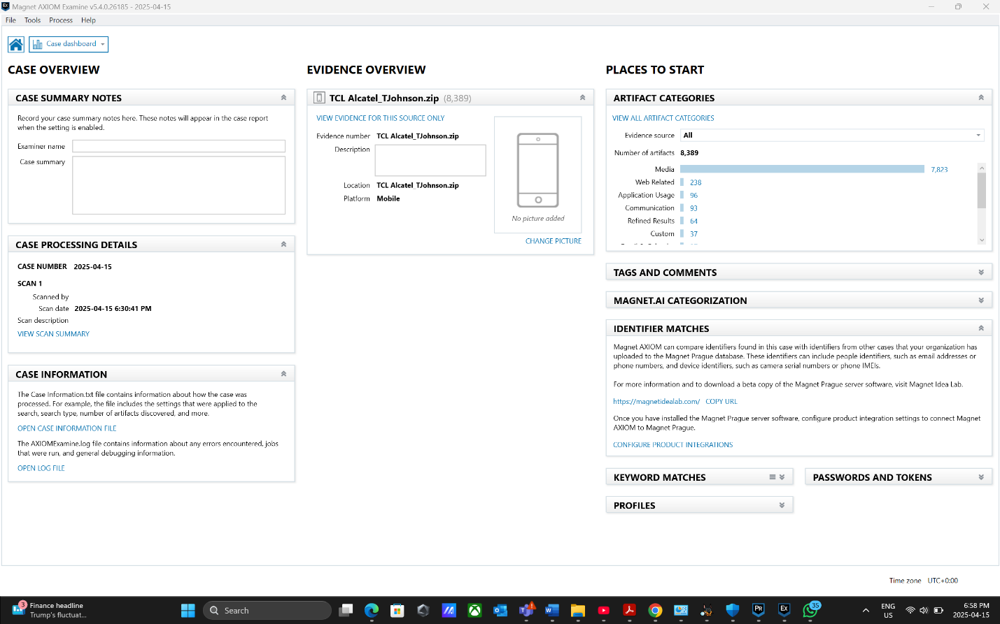 Magnet AXIOM Examine v5.4.0.26185 - 2025-04-15
File Tools Process Help
Case dashboard
CASE OVERVIEW
CASE SUMMARY NOTES
Record your case summary notes here. These notes will appear in the case report
when the setting is enabled.
Examiner name
Case summary
CASE PROCESSING DETAILS
CASE NUMBER 2025-04-15
SCAN 1
Scanned by
Scan date 2025-04-15 6:30:41 PM
Scan description
VIEW SCAN SUMMARY
CASE INFORMATION
The Case Information.txt file contains information about how the case was
processed. For example, the file includes the settings that were applied to the
search, search type, number of artifacts discovered, and more.
OPEN CASE INFORMATION FILE
The AXIOMExamine.log file contains information about any errors encountered, jobs
that were run, and general debugging information.
OPEN LOG FILE
EVIDENCE OVERVIEW
TCL Alcatel_TJohnson.zip (8,389)
VIEW EVIDENCE FOR THIS SOURCE ONLY
Evidence number TCL Alcatel_TJohnson.zip
Description
Location TCL Alcatel_TJohnson.zip
Platform Mobile
No picture added
CHANGE PICTURE
PLACES TO START
ARTIFACT CATEGORIES
VIEW ALL ARTIFACT CATEGORIES
Evidence source All
Number of artifacts 8,389
Media 7,823
Web Related 238
Application Usage 96
Communication 93
Refined Results 64
Custom 37
TAGS AND COMMENTS
MAGNET.AI CATEGORIZATION
IDENTIFIER MATCHES
Magnet AXIOM can compare identifiers found in this case with identifiers from other cases that your organization has
uploaded to the Magnet Prague database. These identifiers can include people identifiers, such as email addresses or
phone numbers, and device identifiers, such as camera serial numbers or phone IMEIs.
For more information and to download a beta copy of the Magnet Prague server software, visit Magnet Idea Lab.
https://magnetidealab.com/ COPY URL
Once you have installed the Magnet Prague server software, configure product integration settings to connect Magnet
AXIOM to Magnet Prague.
CONFIGURE PRODUCT INTEGRATIONS
KEYWORD MATCHES
PASSWORDS AND TOKENS
PROFILES
Time zone UTC+0:00
3
Finance headline
Trump's fluctuat...
Search
35
ENG
US
6:58 PM
2025-04-15